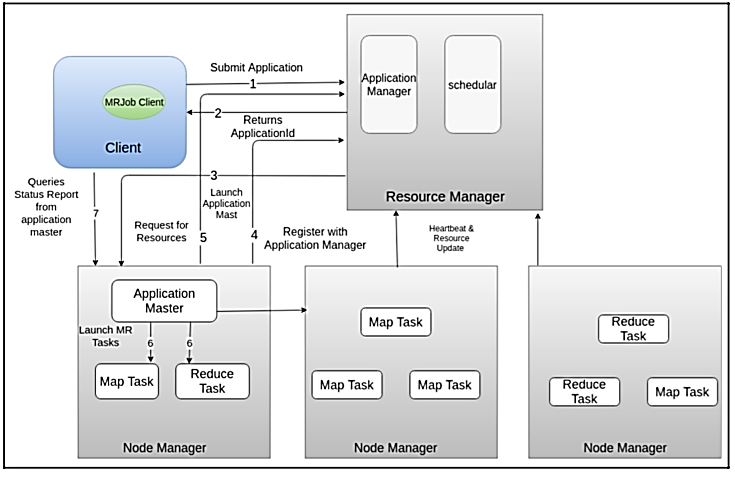 Submit Application
1
Application
Manager
schedular
MRJob Client
Client
2
Returns
ApplicationId
3
Resource Manager
Queries
Status Report
from
application
master
7
Launch
Application
Mast
Request for
Resources
5
4
Register with
Application Manager
Heartbeat &
Resource
Update
Application
Master
Launch MR
Tasks
6
6
Map Task
Reduce
Task
Node Manager
Map Task
Map Task
Map Task
Node Manager
Reduce
Task
Reduce
Task
Map Task
Node Manager